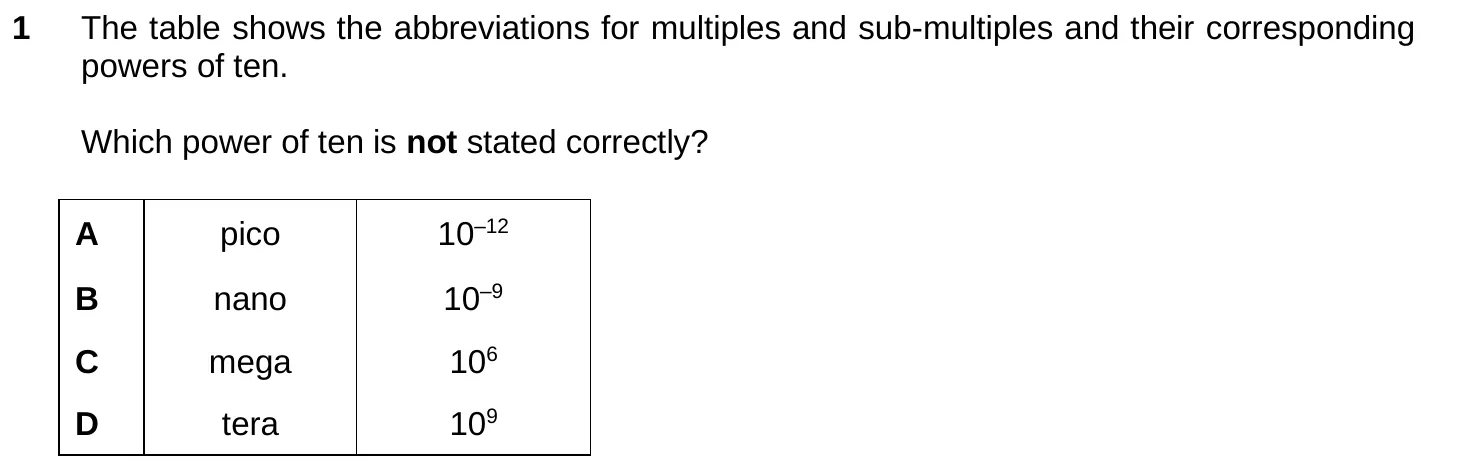 1 The table shows the abbreviations for multiples and sub-multiples and their corresponding
powers of ten.
Which power of ten is not stated correctly?
A pico 10⁻¹²
B nano 10⁻⁹
C mega 10⁶
D tera 10⁹